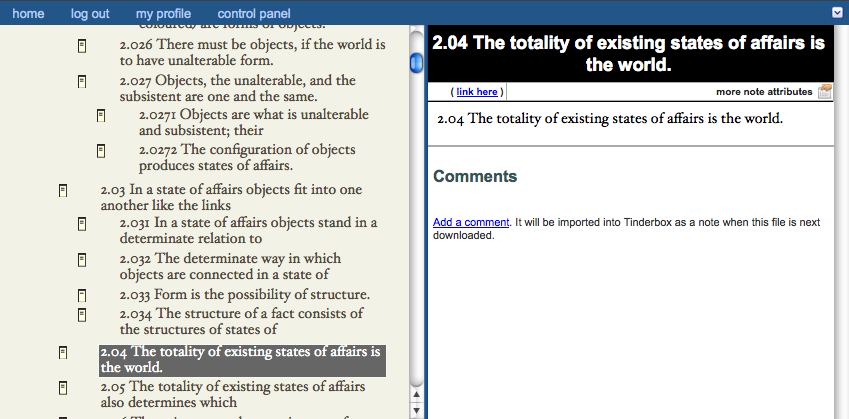 home log out my profile control panel
coloured) are forms of objects.
2.026 There must be objects, if the world is
to have unalterable form.
2.027 Objects, the unalterable, and the
subsistent are one and the same.
2.0271 Objects are what is unalterable
and subsistent; their
2.0272 The configuration of objects
produces states of affairs.
2.03 In a state of affairs objects fit into one
another like the links
2.031 In a state of affairs objects stand in a
determinate relation to
2.032 The determinate way in which
objects are connected in a state of
2.033 Form is the possibility of structure.
2.034 The structure of a fact consists of
the structures of states of
2.04 The totality of existing states of affairs is
the world.
2.05 The totality of existing states of affairs
also determines which
2.04 The totality of existing states of affairs is
the world.
( link here ) more note attributes
2.04 The totality of existing states of affairs is the world.
Comments
Add a comment. It will be imported into Tinderbox as a note when this file is next
downloaded.